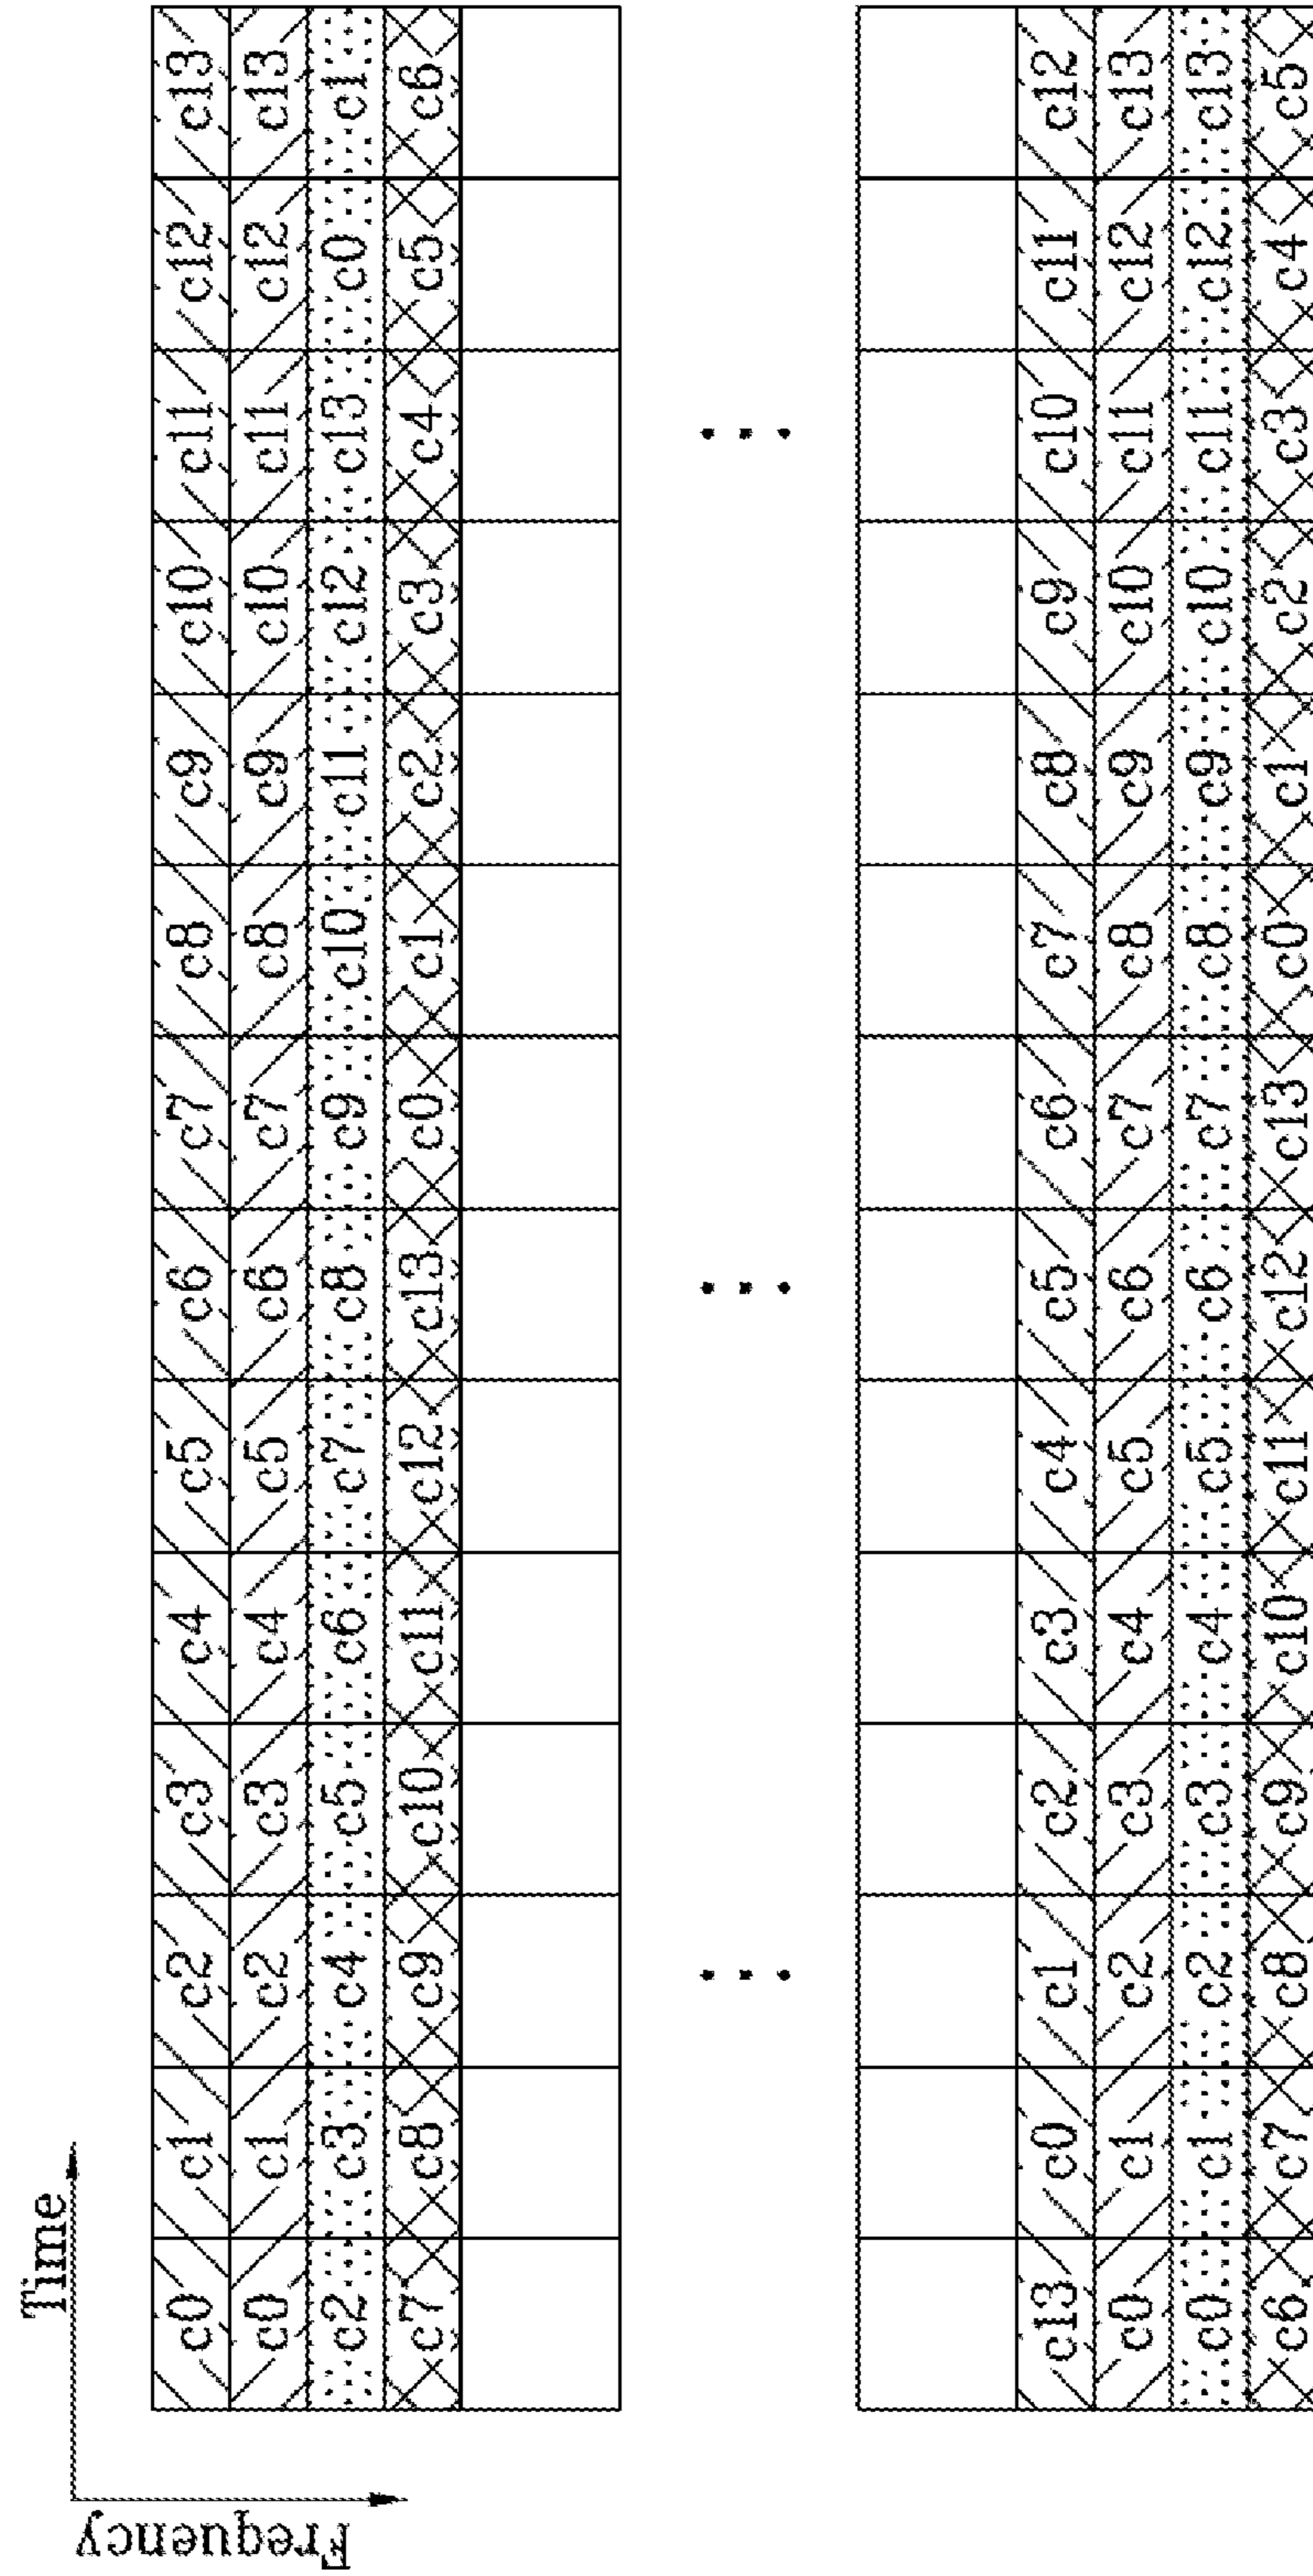 Time
Frequency
c0 c1 c2 c3 c4 c5 c6 c7 c8 c9 c10 c11 c12 c13
c0 c1 c2 c3 c4 c5 c6 c7 c8 c9 c10 c11 c12 c13
c2 c3 c4 c5 c6 c7 c8 c9 c10 c11 c12 c13 c0 c1
c7 c8 c9 c10 c11 c12 c13 c0 c1 c2 c3 c4 c5 c6
c13 c0 c1 c2 c3 c4 c5 c6 c7 c8 c9 c10 c11 c12
c0 c1 c2 c3 c4 c5 c6 c7 c8 c9 c10 c11 c12 c13
c0 c1 c2 c3 c4 c5 c6 c7 c8 c9 c10 c11 c12 c13
c6 c7 c8 c9 c10 c11 c12 c13 c0 c1 c2 c3 c4 c5